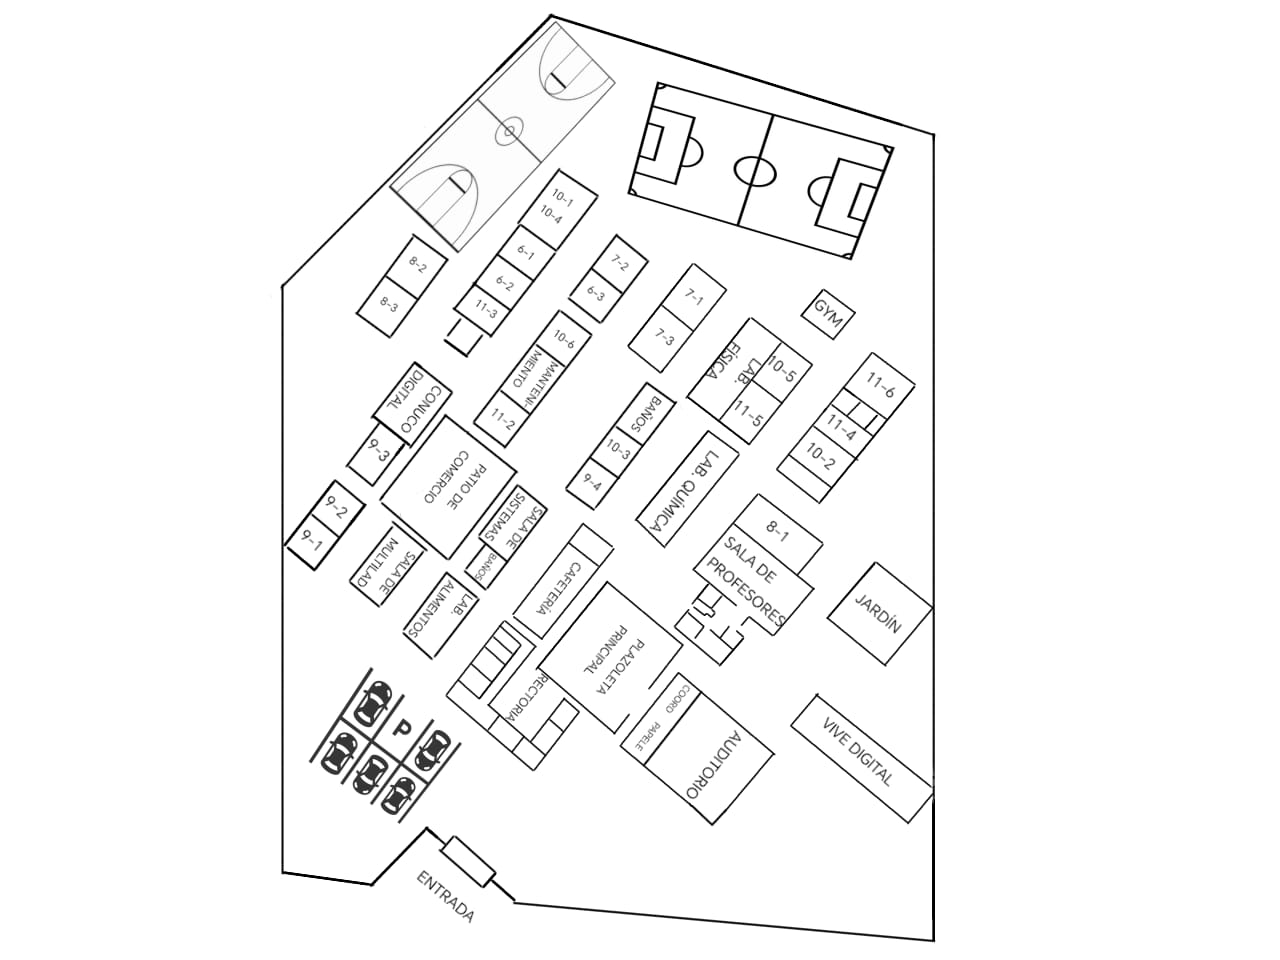 10-1
10-4
6-1
6-2
11-3
8-2
8-3
7-2
6-3
7-1
7-3
GYM
10-6
MANTENI-
MIENTO
11-2
LAB.
FÍSICA
10-5
11-5
11-6
11-4
10-2
CONUCO
DIGITAL
9-3
PATIO DE
COMERCIO
BAÑOS
10-3
9-4
LAB. QUÍMICA
9-2
9-1
SALA DE
SISTEMAS
BAÑOS
SALA DE
MULTILAD
LAB.
ALIMENTOS
CAFETERÍA
8-1
SALA DE
PROFESORES
JARDÍN
PLAZOLETA
PRINCIPAL
RECTORIA
COORD
PAPELE
AUDITORIO
VIVE DIGITAL
P
ENTRADA